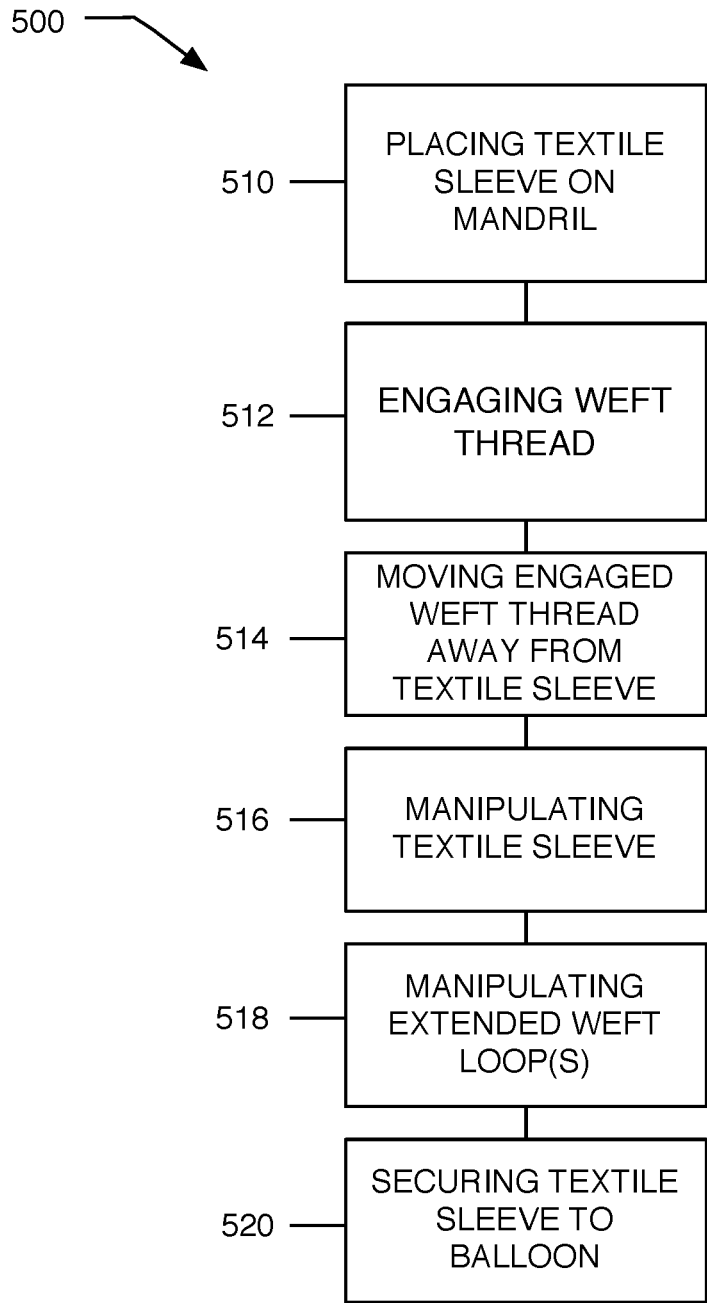 500
510
PLACING TEXTILE
SLEEVE ON
MANDRIL
512
ENGAGING WEFT
THREAD
514
MOVING ENGAGED
WEFT THREAD
AWAY FROM
TEXTILE SLEEVE
516
MANIPULATING
TEXTILE SLEEVE
518
MANIPULATING
EXTENDED WEFT
LOOP(S)
520
SECURING TEXTILE
SLEEVE TO
BALLOON